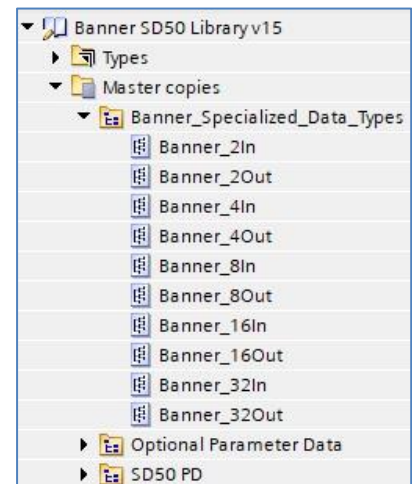 Banner SD50 Library v15
Types
Master copies
Banner_Specialized_Data_Types
Banner_2In
Banner_2Out
Banner_4In
Banner_4Out
Banner_8In
Banner_8Out
Banner_16In
Banner_16Out
Banner_32In
Banner_32Out
Optional Parameter Data
SD50 PD